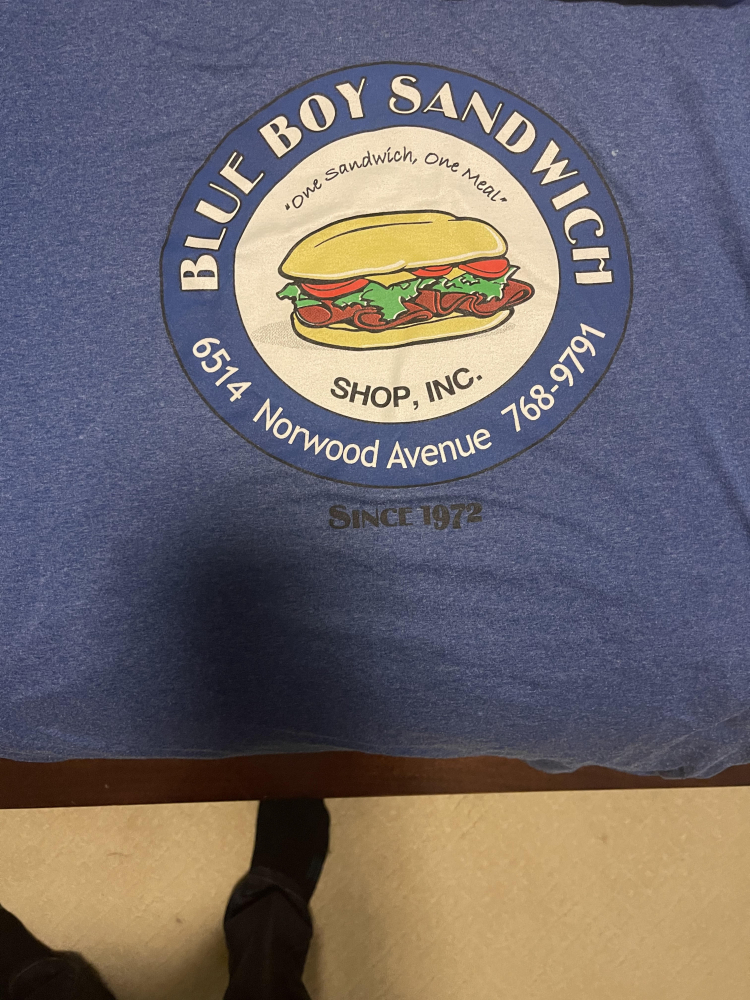 BLUE BOY SANDWICH
"One Sandwich, One Meal"
SHOP, INC.
6514 Norwood Avenue 768-9791
SINCE 1972